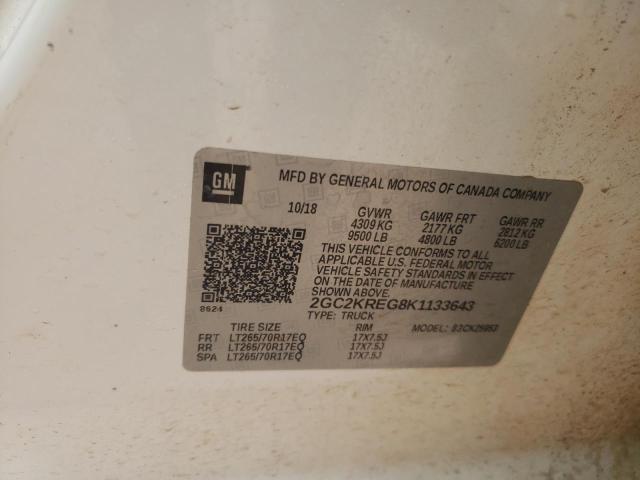 GM
MFD BY GENERAL MOTORS OF CANADA COMPANY
10/18 GVWR GAWR FRT GAWR RR
4309 KG 2177 KG 2812 KG
9500 LB 4800 LB 6200 LB
THIS VEHICLE CONFORMS TO ALL
APPLICABLE U.S. FEDERAL MOTOR
VEHICLE SAFETY STANDARDS IN EFFECT
ON THE DATE OF MANUFACTURE
SHOWN ABOVE.
8624 2GC2KREG8K1133643
TYPE: TRUCK
TIRE SIZE RIM MODEL:
FRT LT265/70R17EQ 17X7.5J
RR LT265/70R17EQ 17X7.5J
SPA LT265/70R17EQ 17X7.5J